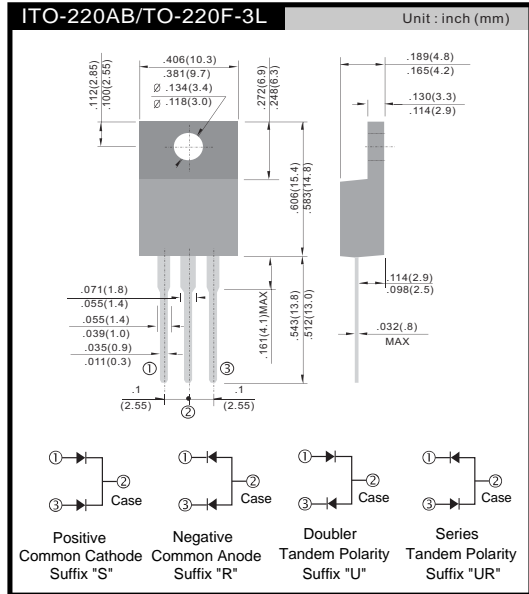 ITO-220AB/TO-220F-3L
Unit : inch (mm)
.406(10.3)
.381(9.7)
Ø .134(3.4)
Ø .118(3.0)
.112(2.85)
.100(2.55)
.272(6.9)
.248(6.3)
.189(4.8)
.165(4.2)
.130(3.3)
.114(2.9)
.606(15.4)
.583(14.8)
.071(1.8)
.055(1.4)
.055(1.4)
.039(1.0)
.035(0.9)
.011(0.3)
.161(4.1)MAX
.543(13.8)
.512(13.0)
.114(2.9)
.098(2.5)
.032(.8)
MAX
① ③
.1
(2.55)
②
.1
(2.55)
① ② ③ Case
① ② ③ Case
① ② ③ Case
① ② ③ Case
Positive
Common Cathode
Suffix "S"
Negative
Common Anode
Suffix "R"
Doubler
Tandem Polarity
Suffix "U"
Series
Tandem Polarity
Suffix "UR"